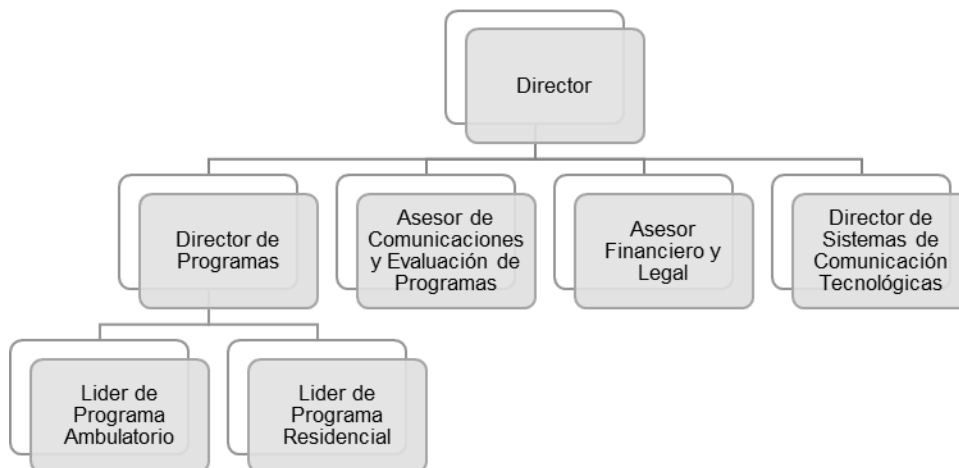 Director
Director de
Programas
Asesor de
Comunicaciones
y Evaluación de
Programas
Asesor
Financiero y
Legal
Director de
Sistemas de
Comunicación
Tecnológicas
Lider de
Programa
Ambulatorio
Lider de
Programa
Residencial